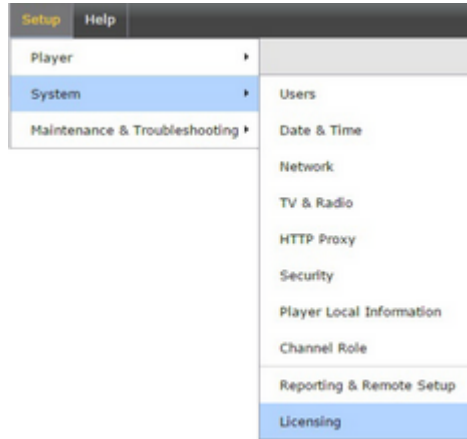 Setup Help
Player
System
Maintenance & Troubleshooting
Users
Date & Time
Network
TV & Radio
HTTP Proxy
Security
Player Local Information
Channel Role
Reporting & Remote Setup
Licensing